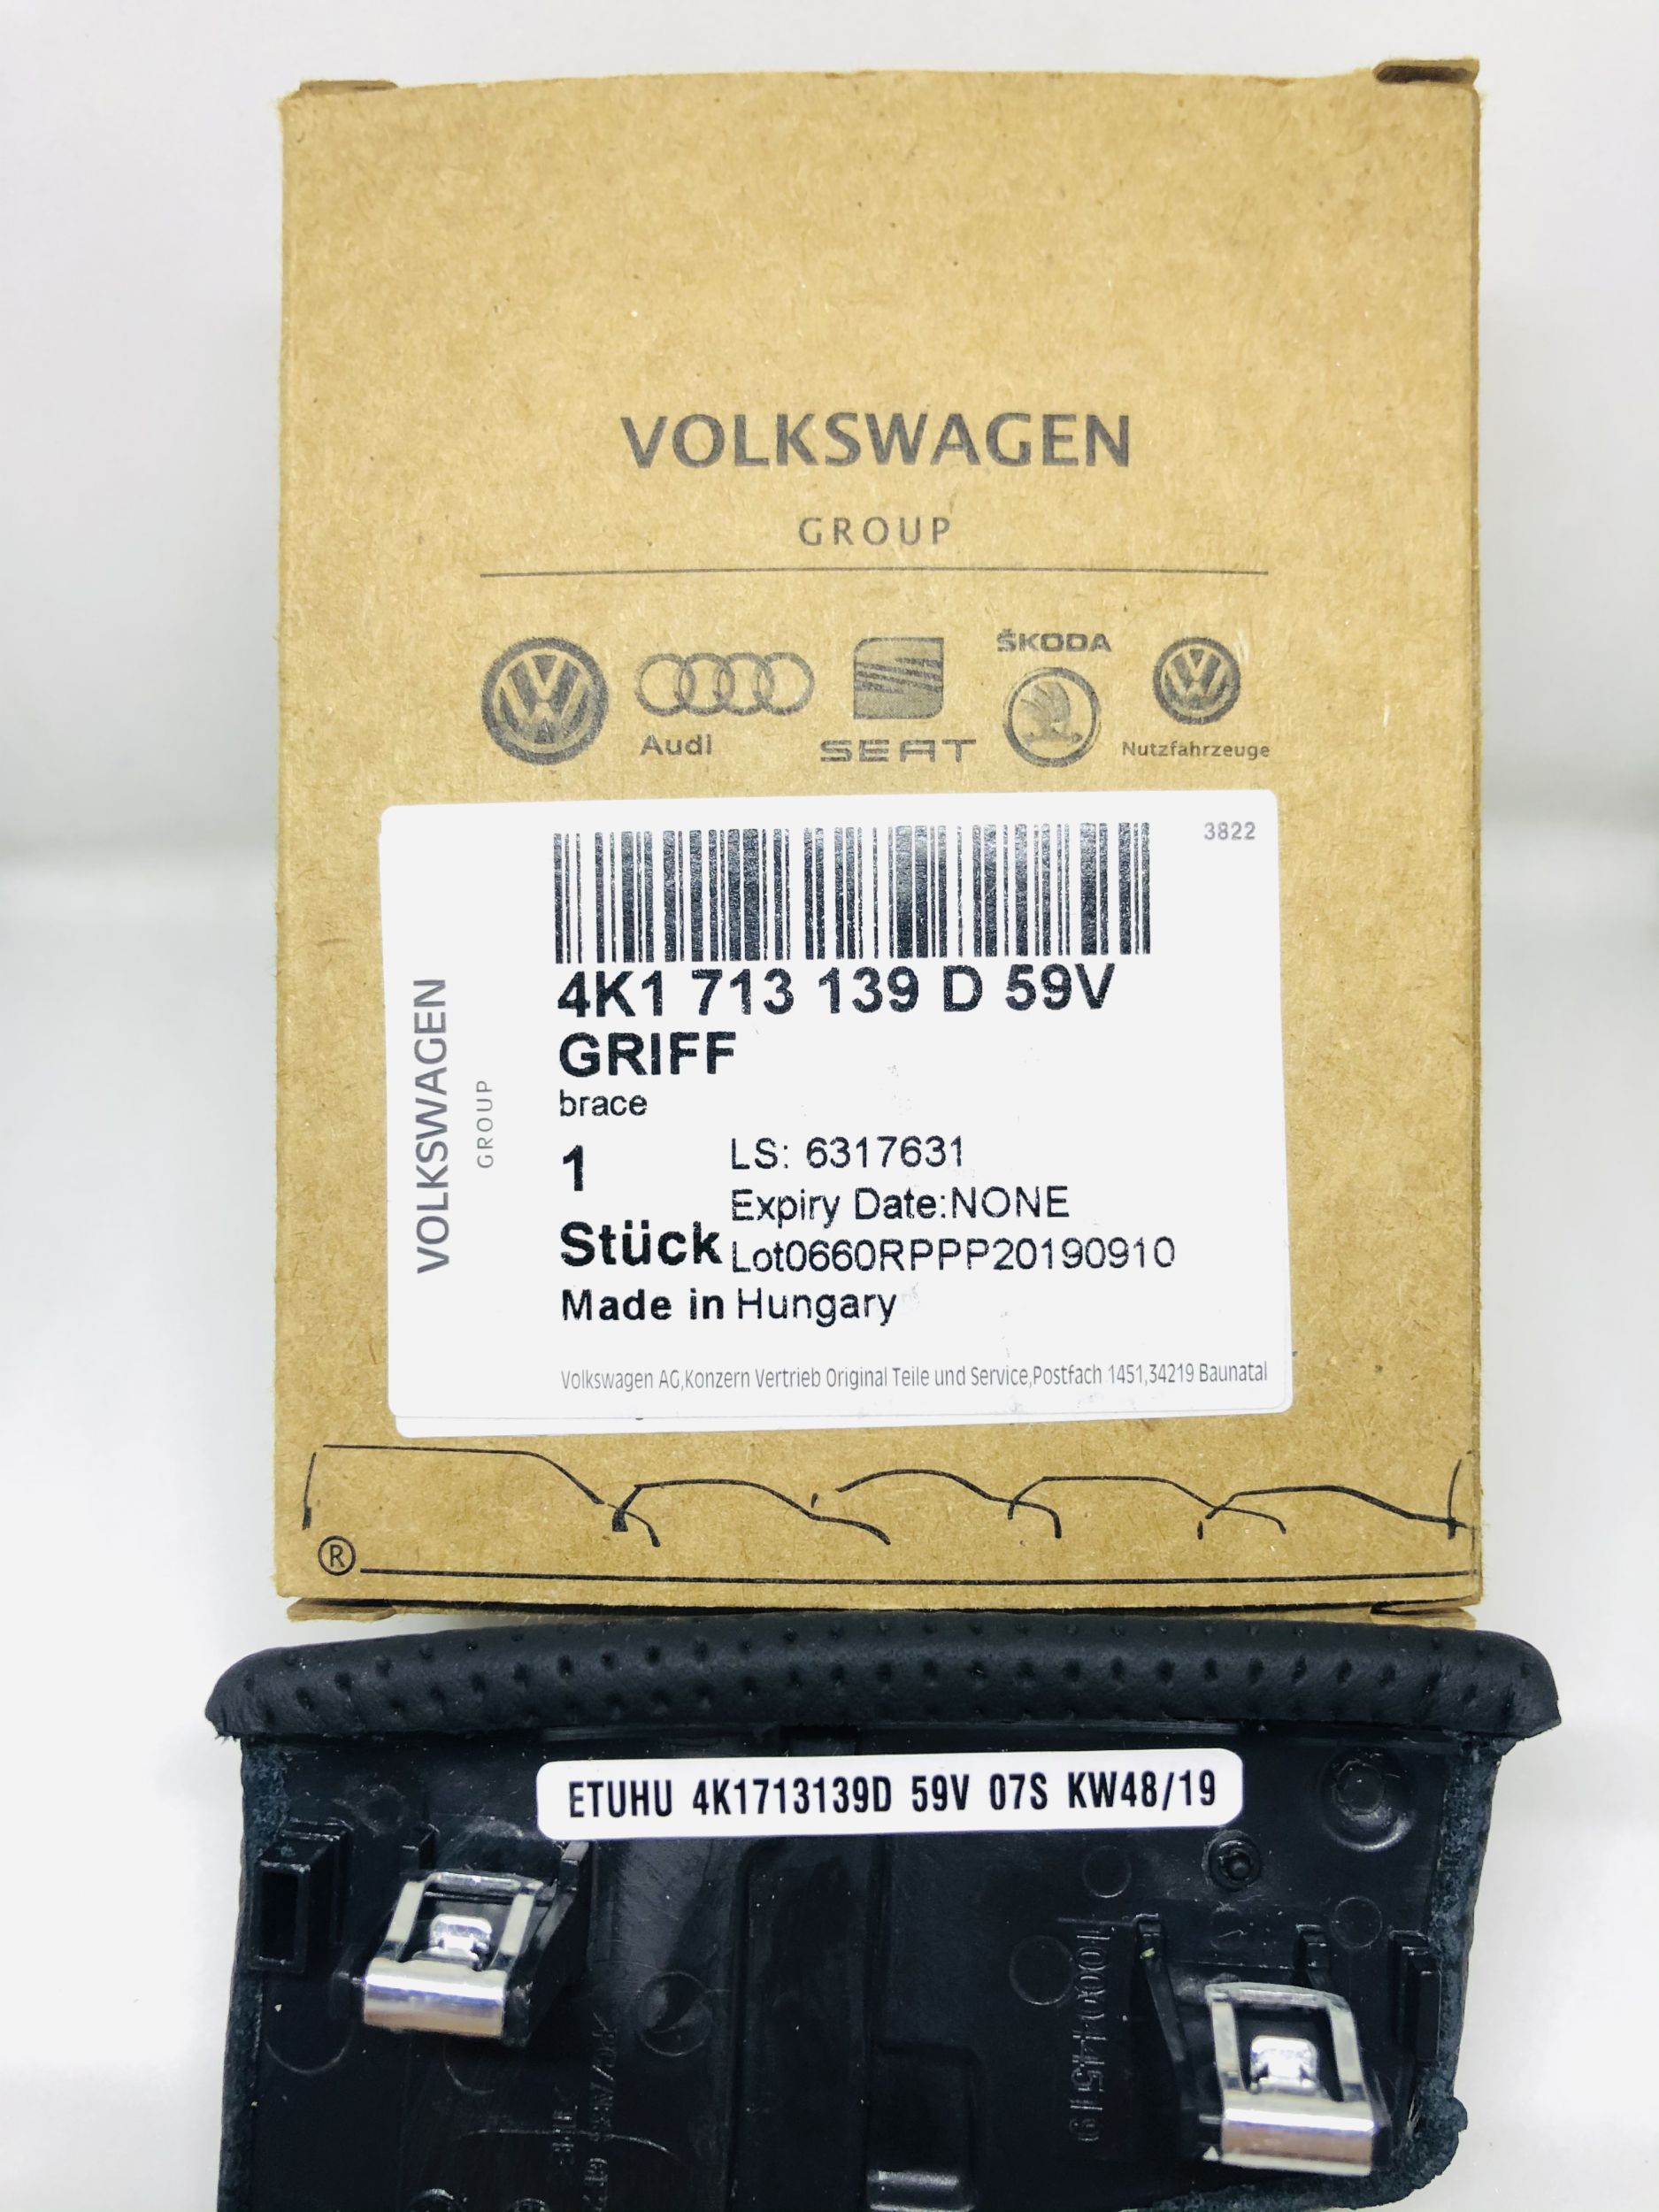 VOLKSWAGEN
GROUP
Audi
SEAT
ŠKODA
Nutzfahrzeuge
3822
4K1 713 139 D 59V
GRIFF
brace
1
LS: 6317631
Expiry Date:NONE
Stück
Lot0660RPPP20190910
Made in Hungary
Volkswagen AG,Konzern Vertrieb Original Teile und Service,Postfach 1451,34219 Baunatal
VOLKSWAGEN
GROUP
®
ETUHU 4K1713139D 59V 07S KW48/19